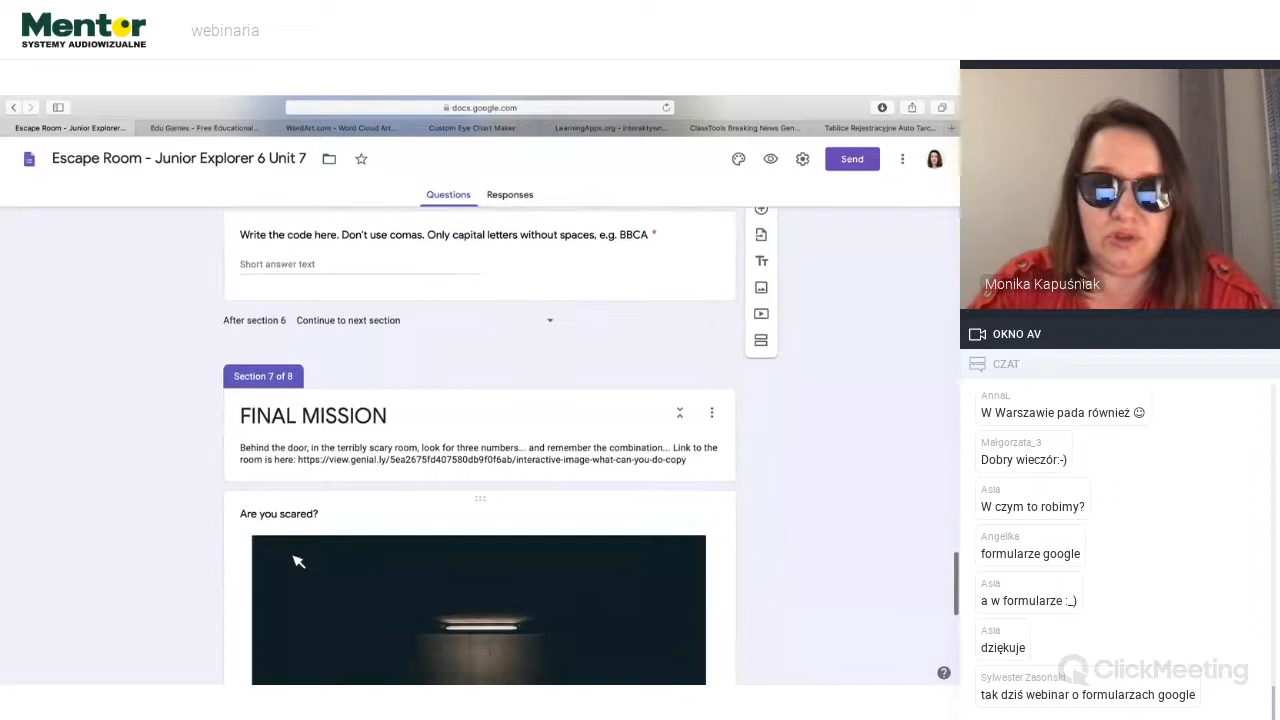 Mentor
SYSTEMY AUDIOWIZUALNE
webinaria
docs.google.com
Escape Room - Junior Explorer...
Edu Games - Free Educational...
WordArt.com - Word Cloud Art...
Custom Eye Chart Maker
LearningApps.org - interaktywn...
ClassTools Breaking News Gen...
Tablice Rejestracyjne Auto Tarc...
Escape Room - Junior Explorer 6 Unit 7
Send
Questions
Responses
Write the code here. Don't use comas. Only capital letters without spaces, e.g. BBCA *
Short answer text
After section 6 Continue to next section
Section 7 of 8
FINAL MISSION
Behind the door, in the terribly scary room, look for three numbers... and remember the combination... Link to the
room is here: https://view.genial.ly/5ea2675fd407580db9f0f6ab/interactive-image-what-can-you-do-copy
Are you scared?
Tт
Monika Kapuśniak
OKNO AV
CZAT
AnnaL
W Warszawie pada również
Małgorzata_3
Dobry wieczór:-)
Asia
W czym to robimy?
Angelika
formularze google
Asia
a w formularze :_)
Asia
dziękuje
Sylwester Zasoński
tak dziś webinar o formularzach google
ClickMeeting